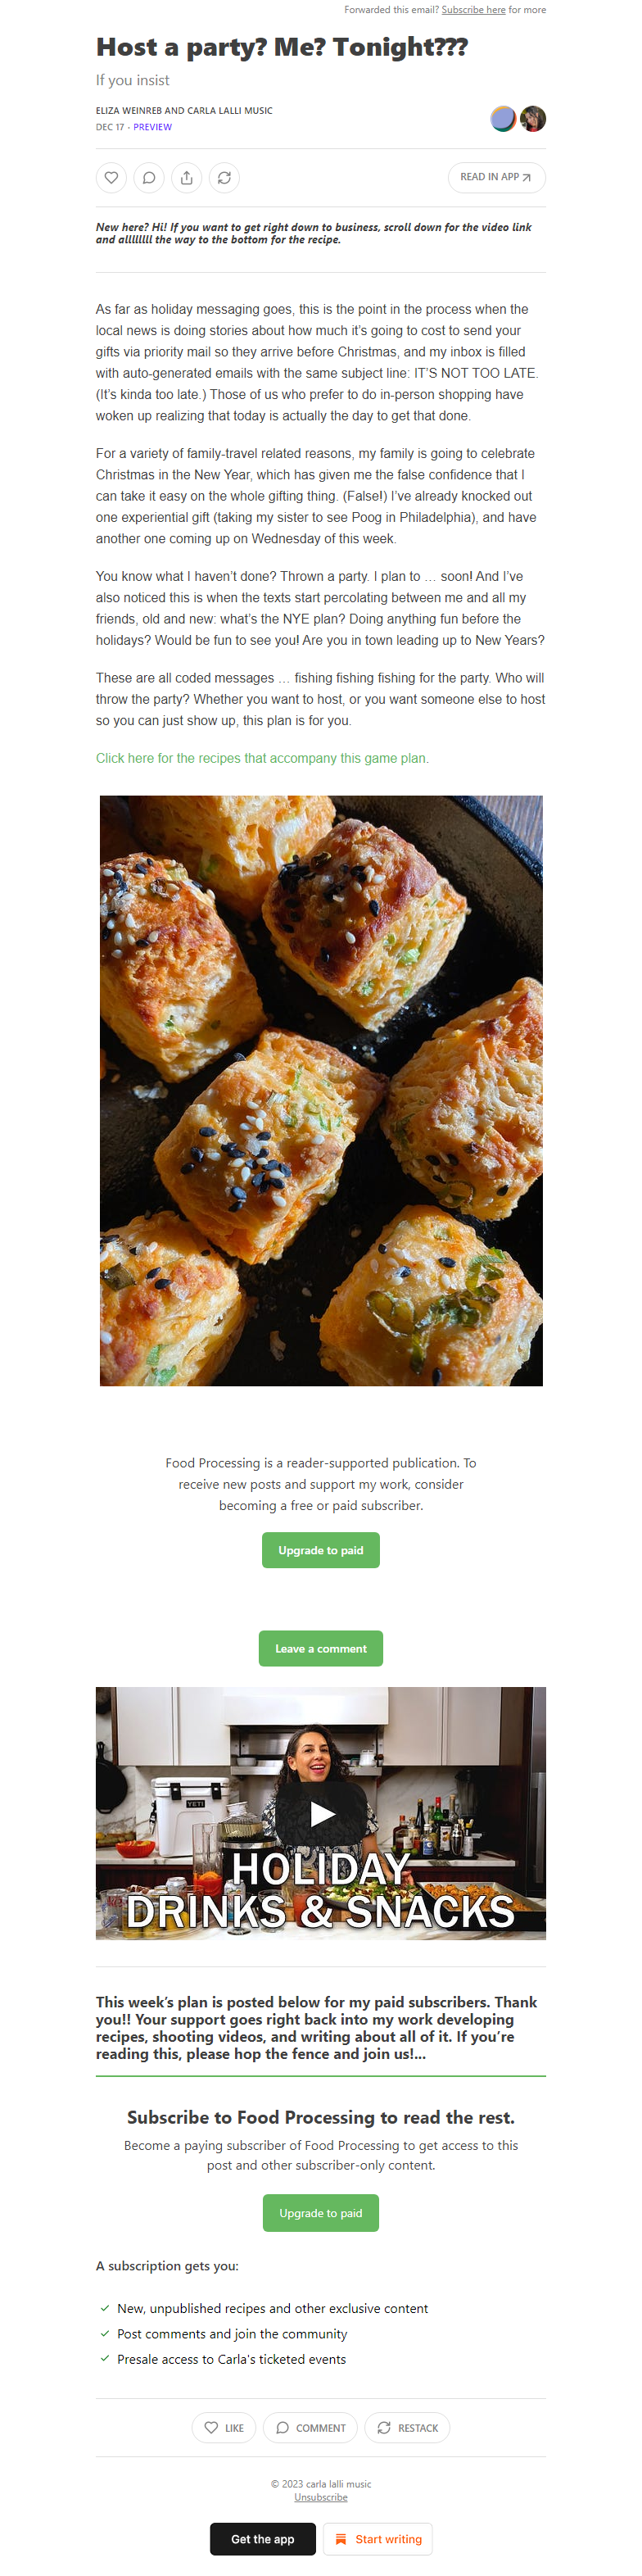 Forwarded this email? Subscribe here for more
Host a party? Me? Tonight???
If you insist
ELIZA WEINREB AND CARLA LALLI MUSIC
DEC 17 ∙ PREVIEW
READ IN APP
New here? Hi! If you want to get right down to business, scroll down for the video link
and allllllll the way to the bottom for the recipe.
As far as holiday messaging goes, this is the point in the process when the
local news is doing stories about how much it’s going to cost to send your
gifts via priority mail so they arrive before Christmas, and my inbox is filled
with auto-generated emails with the same subject line: IT’S NOT TOO LATE.
(It’s kinda too late.) Those of us who prefer to do in-person shopping have
woken up realizing that today is actually the day to get that done.
For a variety of family-travel related reasons, my family is going to celebrate
Christmas in the New Year, which has given me the false confidence that I
can take it easy on the whole gifting thing. (False!) I’ve already knocked out
one experiential gift (taking my sister to see Poog in Philadelphia), and have
another one coming up on Wednesday of this week.
You know what I haven’t done? Thrown a party. I plan to … soon! And I’ve
also noticed this is when the texts start percolating between me and all my
friends, old and new: what’s the NYE plan? Doing anything fun before the
holidays? Would be fun to see you! Are you in town leading up to New Years?
These are all coded messages … fishing fishing fishing for the party. Who will
throw the party? Whether you want to host, or you want someone else to host
so you can just show up, this plan is for you.
Click here for the recipes that accompany this game plan.
Food Processing is a reader-supported publication. To
receive new posts and support my work, consider
becoming a free or paid subscriber.
Upgrade to paid
Leave a comment
YETI
HOLIDAY
DRINKS & SNACKS
This week’s plan is posted below for my paid subscribers. Thank
you!! Your support goes right back into my work developing
recipes, shooting videos, and writing about all of it. If you’re
reading this, please hop the fence and join us!...
Subscribe to Food Processing to read the rest.
Become a paying subscriber of Food Processing to get access to this
post and other subscriber-only content.
Upgrade to paid
A subscription gets you:
New, unpublished recipes and other exclusive content
Post comments and join the community
Presale access to Carla's ticketed events
LIKE
COMMENT
RESTACK
© 2023 carla lalli music
Unsubscribe
Get the app
Start writing